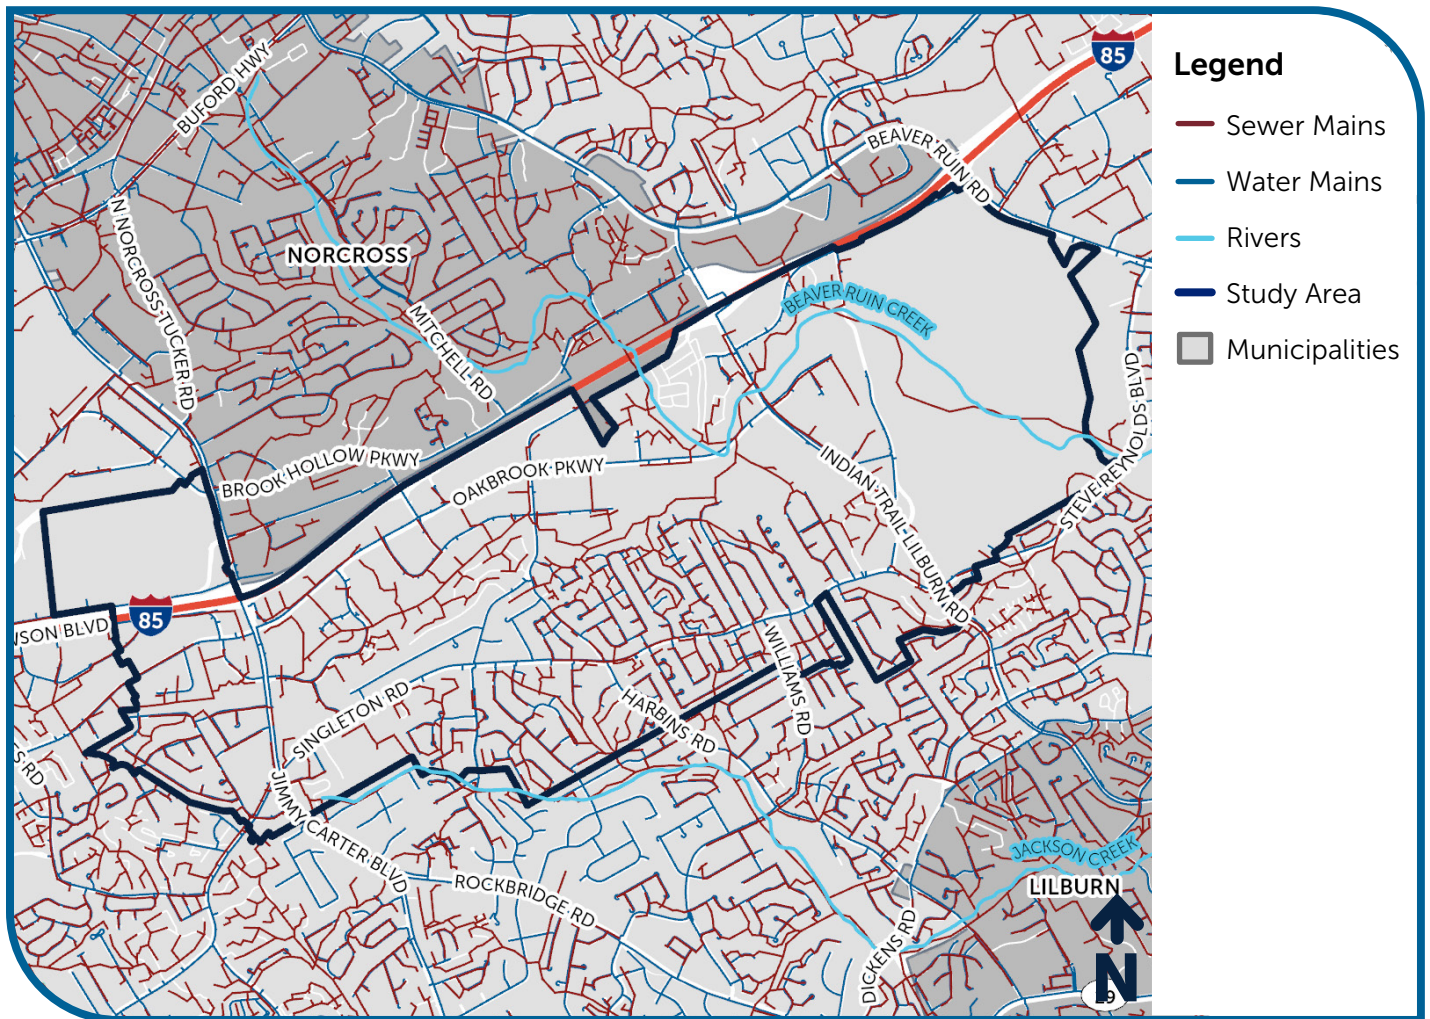 85
Legend
Sewer Mains
Water Mains
Rivers
Study Area
Municipalities
BUFORD HWY
BEAVER RUIN RD
N NORCROSS-TUCKER RD
NORCROSS
MITCHELL RD
BEAVER RUIN CREEK
STEVE REYNOLDS BLVD
BROOK HOLLOW PKWY
OAKBROOK PKWY
INDIAN-TRAIL LILBURN RD
85
WSON BLVD
WILLIAMS RD
SINGLETON RD
HARBINS RD
S RD
JIMMY CARTER BLVD
ROCKBRIDGE RD
JACKSON CREEK
LILBURN
DICKENS RD
N